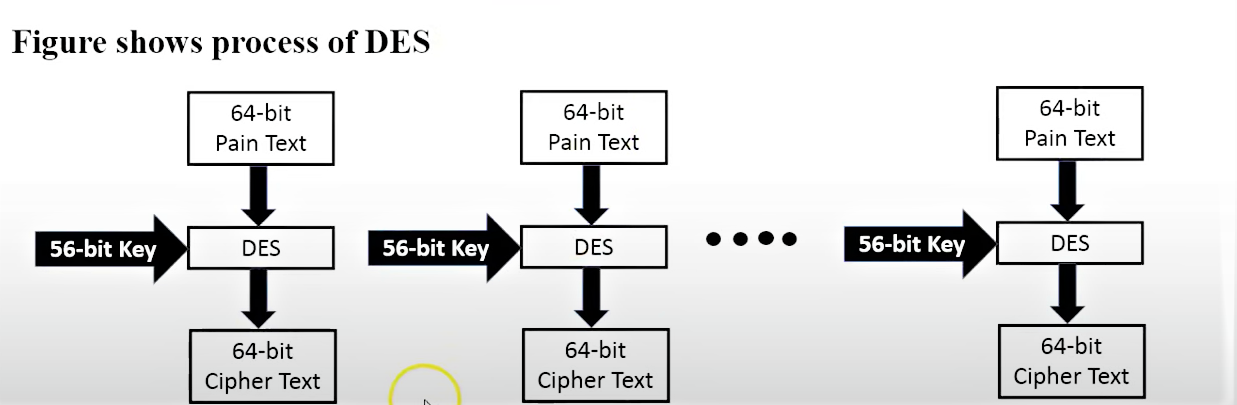 Figure shows process of DES
64-bit
Pain Text
64-bit
Pain Text
64-bit
Pain Text
56-bit Key
DES
56-bit Key
DES
56-bit Key
DES
64-bit
Cipher Text
64-bit
Cipher Text
64-bit
Cipher Text